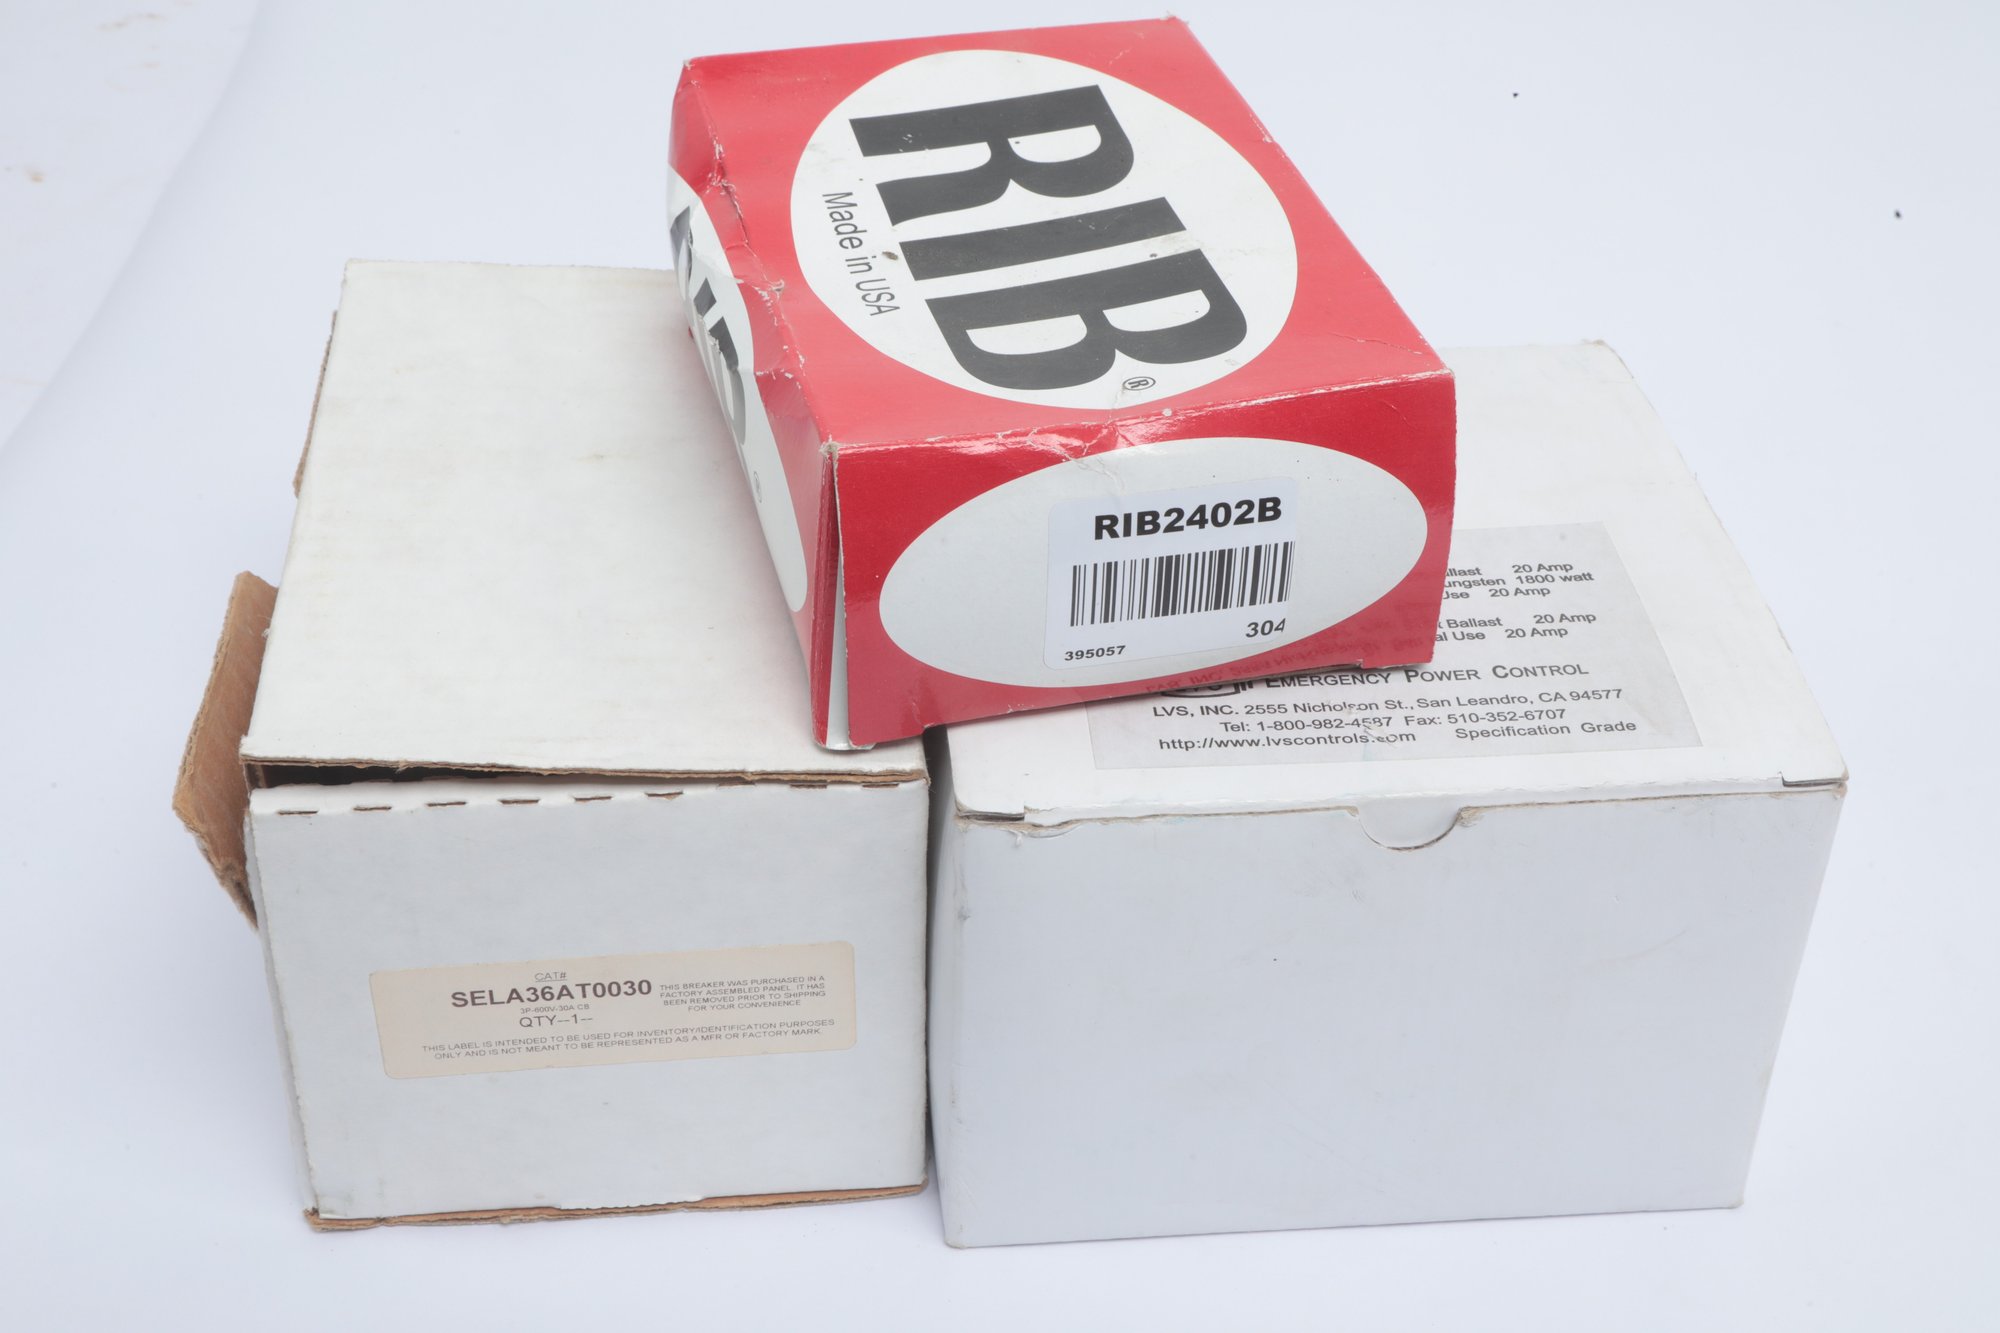 RIB®
Made in USA
RIB2402B
395057
304
20 Amp
1800 watt
Use 20 Amp
Ballast 20 Amp
Use 20 Amp
EMERGENCY POWER CONTROL
LVS, INC. 2555 Nicholson St., San Leandro, CA 94577
Tel: 1-800-982-4587 Fax: 510-352-6707
http://www.lvscontrols.com Specification Grade
CAT#
SELA36AT0030
3P-600V-30A CB
QTY--1--
THIS BREAKER WAS PURCHASED IN A
FACTORY ASSEMBLED PANEL. IT HAS
BEEN REMOVED PRIOR TO SHIPPING
FOR YOUR CONVENIENCE
THIS LABEL IS INTENDED TO BE USED FOR INVENTORY/IDENTIFICATION PURPOSES
ONLY AND IS NOT MEANT TO BE REPRESENTED AS A MFR OR FACTORY MARK.